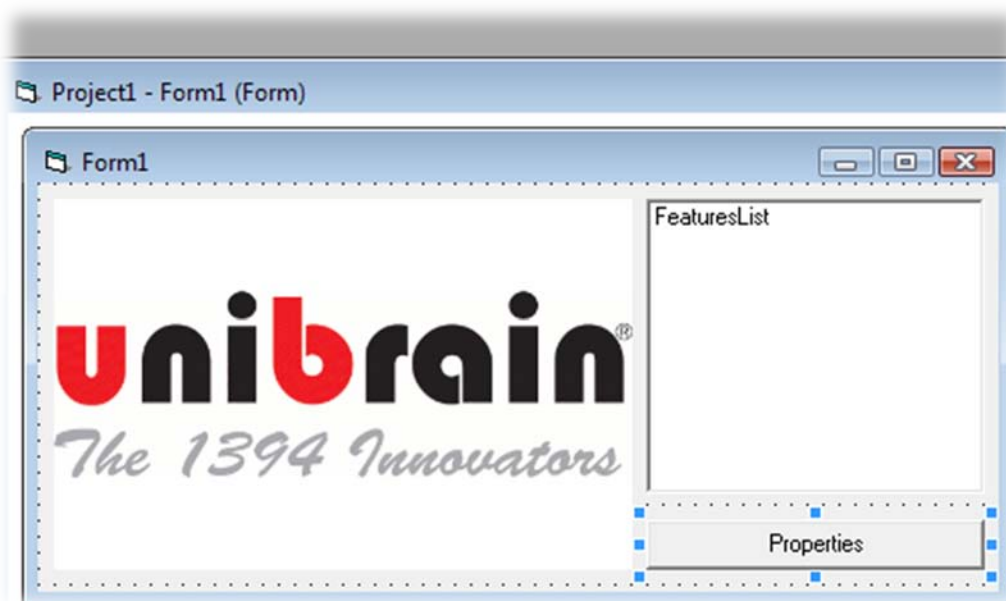 Project1 - Form1 (Form)
Form1
FeaturesList
unibrain®
The 1394 Innovators
Properties